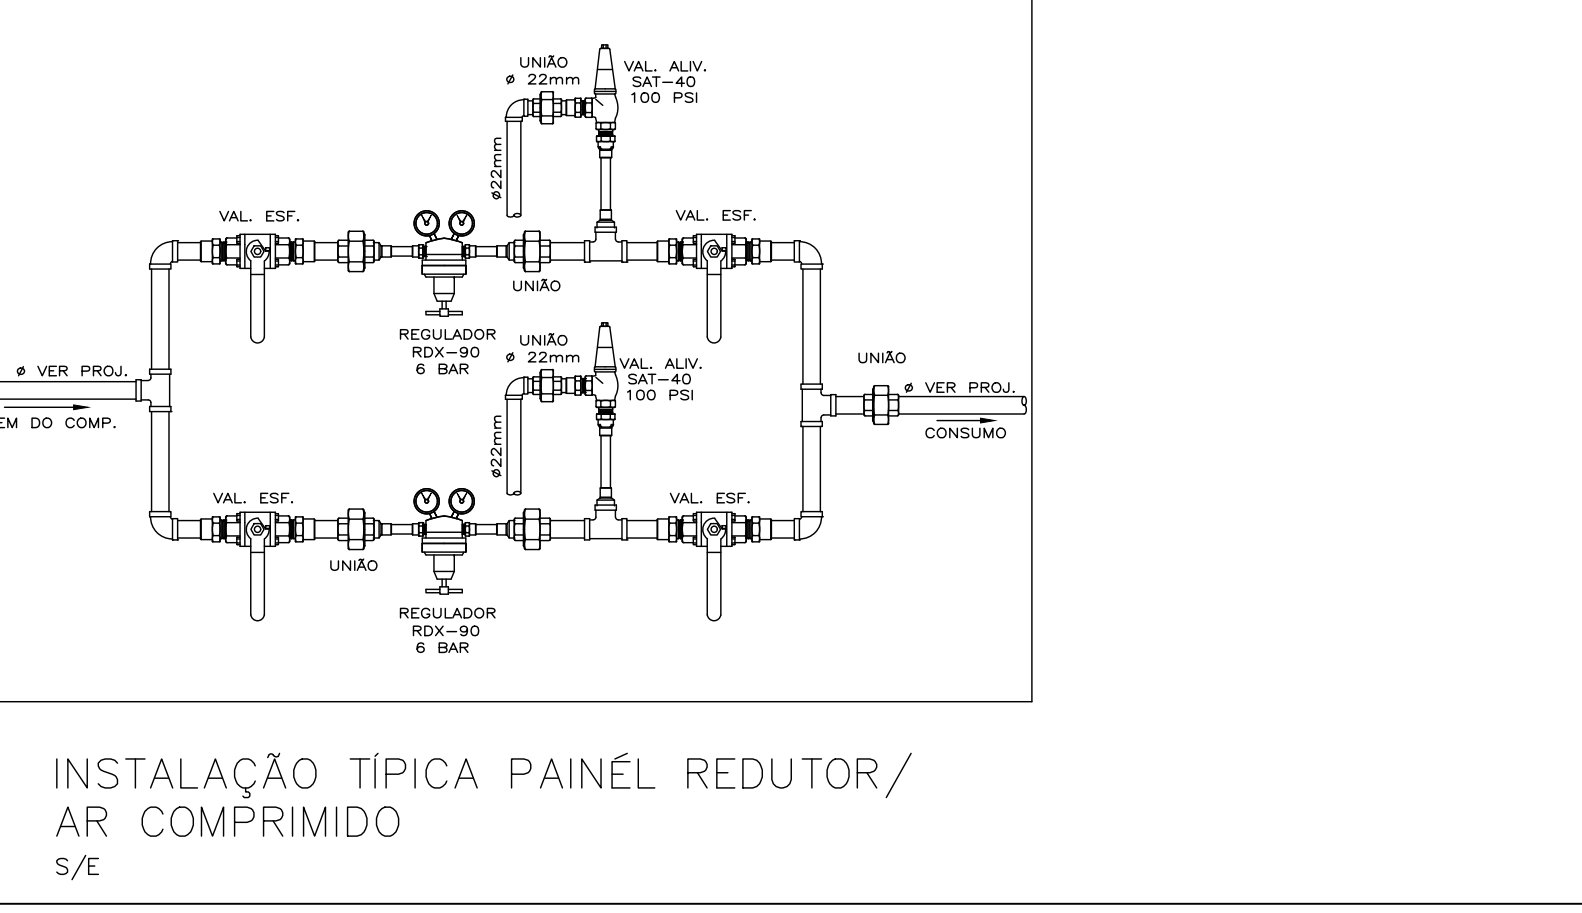 UNIÃO
ø 22mm
VAL. ALIV.
SAT-40
100 PSI
ø22mm
VAL. ESF.
VAL. ESF.
UNIÃO
REGULADOR
RDX-90
6 BAR
UNIÃO
ø 22mm
VAL. ALIV.
SAT-40
100 PSI
ø VER PROJ.
EM DO COMP.
UNIÃO
ø VER PROJ.
CONSUMO
ø22mm
VAL. ESF.
VAL. ESF.
UNIÃO
REGULADOR
RDX-90
6 BAR
INSTALAÇÃO TÍPICA PAINÉL REDUTOR/
AR COMPRIMIDO
S/E